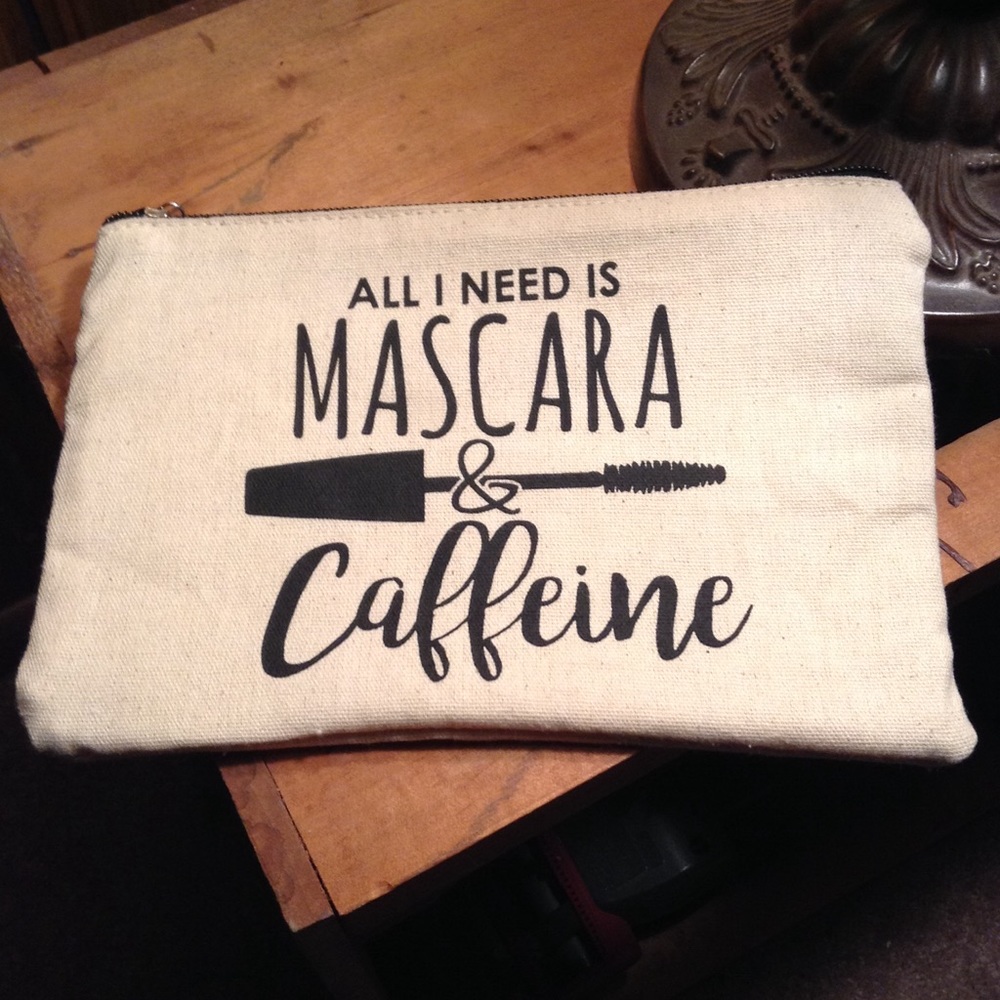 ALL I NEED IS
MASCARA
&
Caffeine